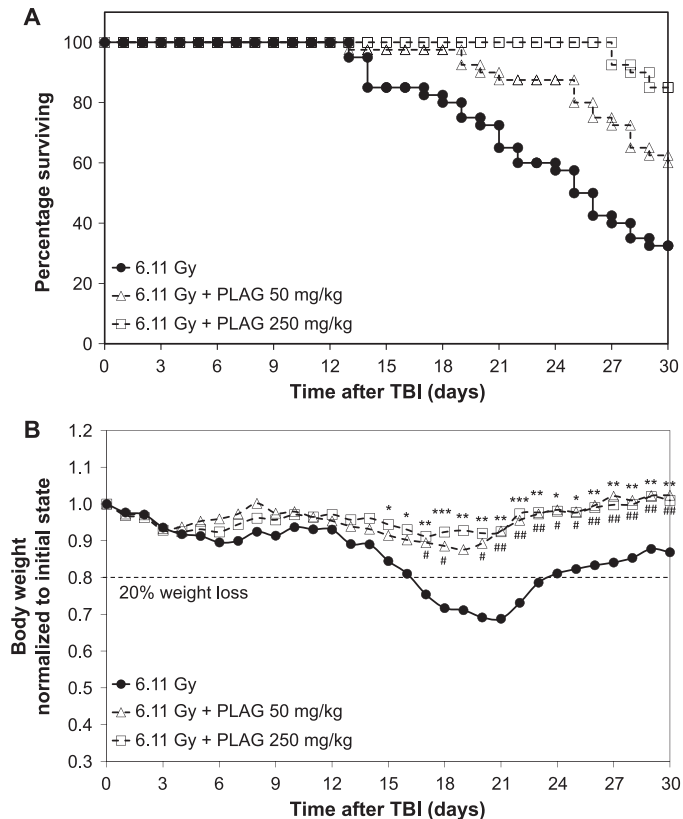 A
100
80
60
40
20
0
Percentage surviving
6.11 Gy
6.11 Gy + PLAG 50 mg/kg
6.11 Gy + PLAG 250 mg/kg
0 3 6 9 12 15 18 21 24 27 30
Time after TBI (days)
B
1.2
1.1
1.0
0.9
0.8
0.7
0.6
0.5
0.4
0.3
Body weight
normalized to initial state
* * ** *** ** ** ** *** ** * * ** ** ** ** **
# # # ## ## ## # # ## ## ## ## ##
20% weight loss
6.11 Gy
6.11 Gy + PLAG 50 mg/kg
6.11 Gy + PLAG 250 mg/kg
0 3 6 9 12 15 18 21 24 27 30
Time after TBI (days)